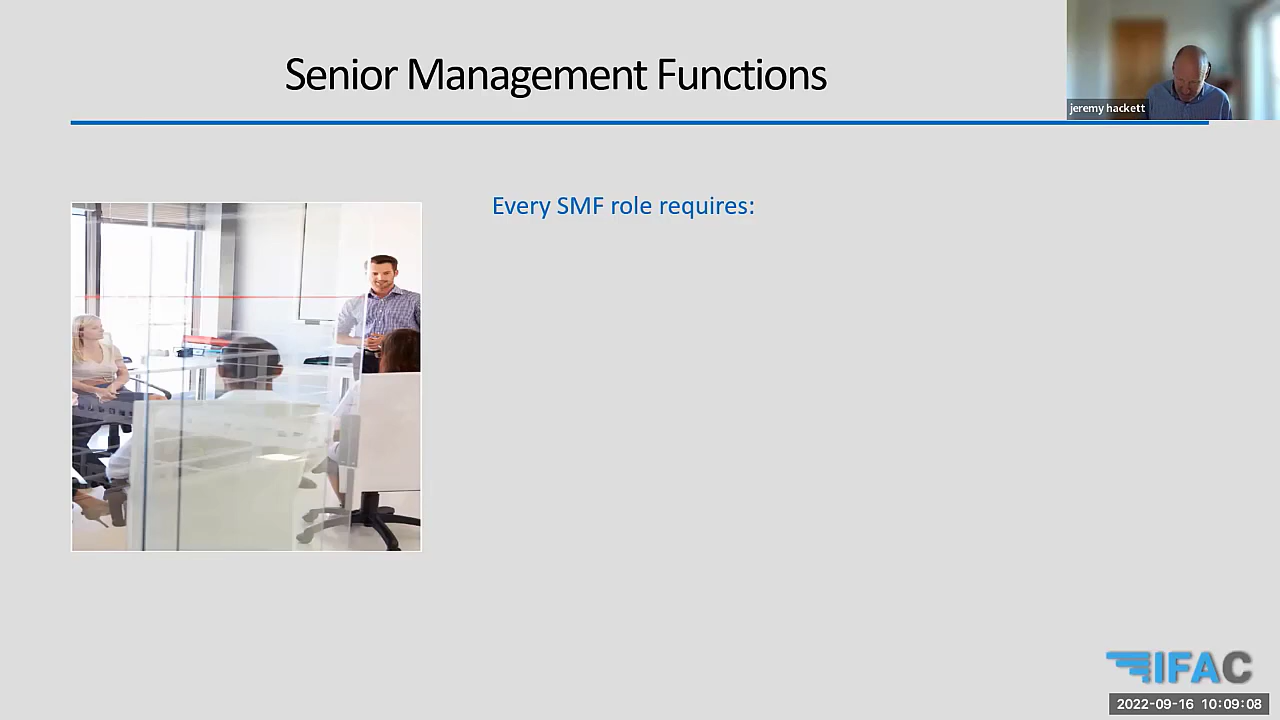 Senior Management Functions
jeremy hackett
Every SMF role requires:
IFAC
2022-09-16 10:09:08